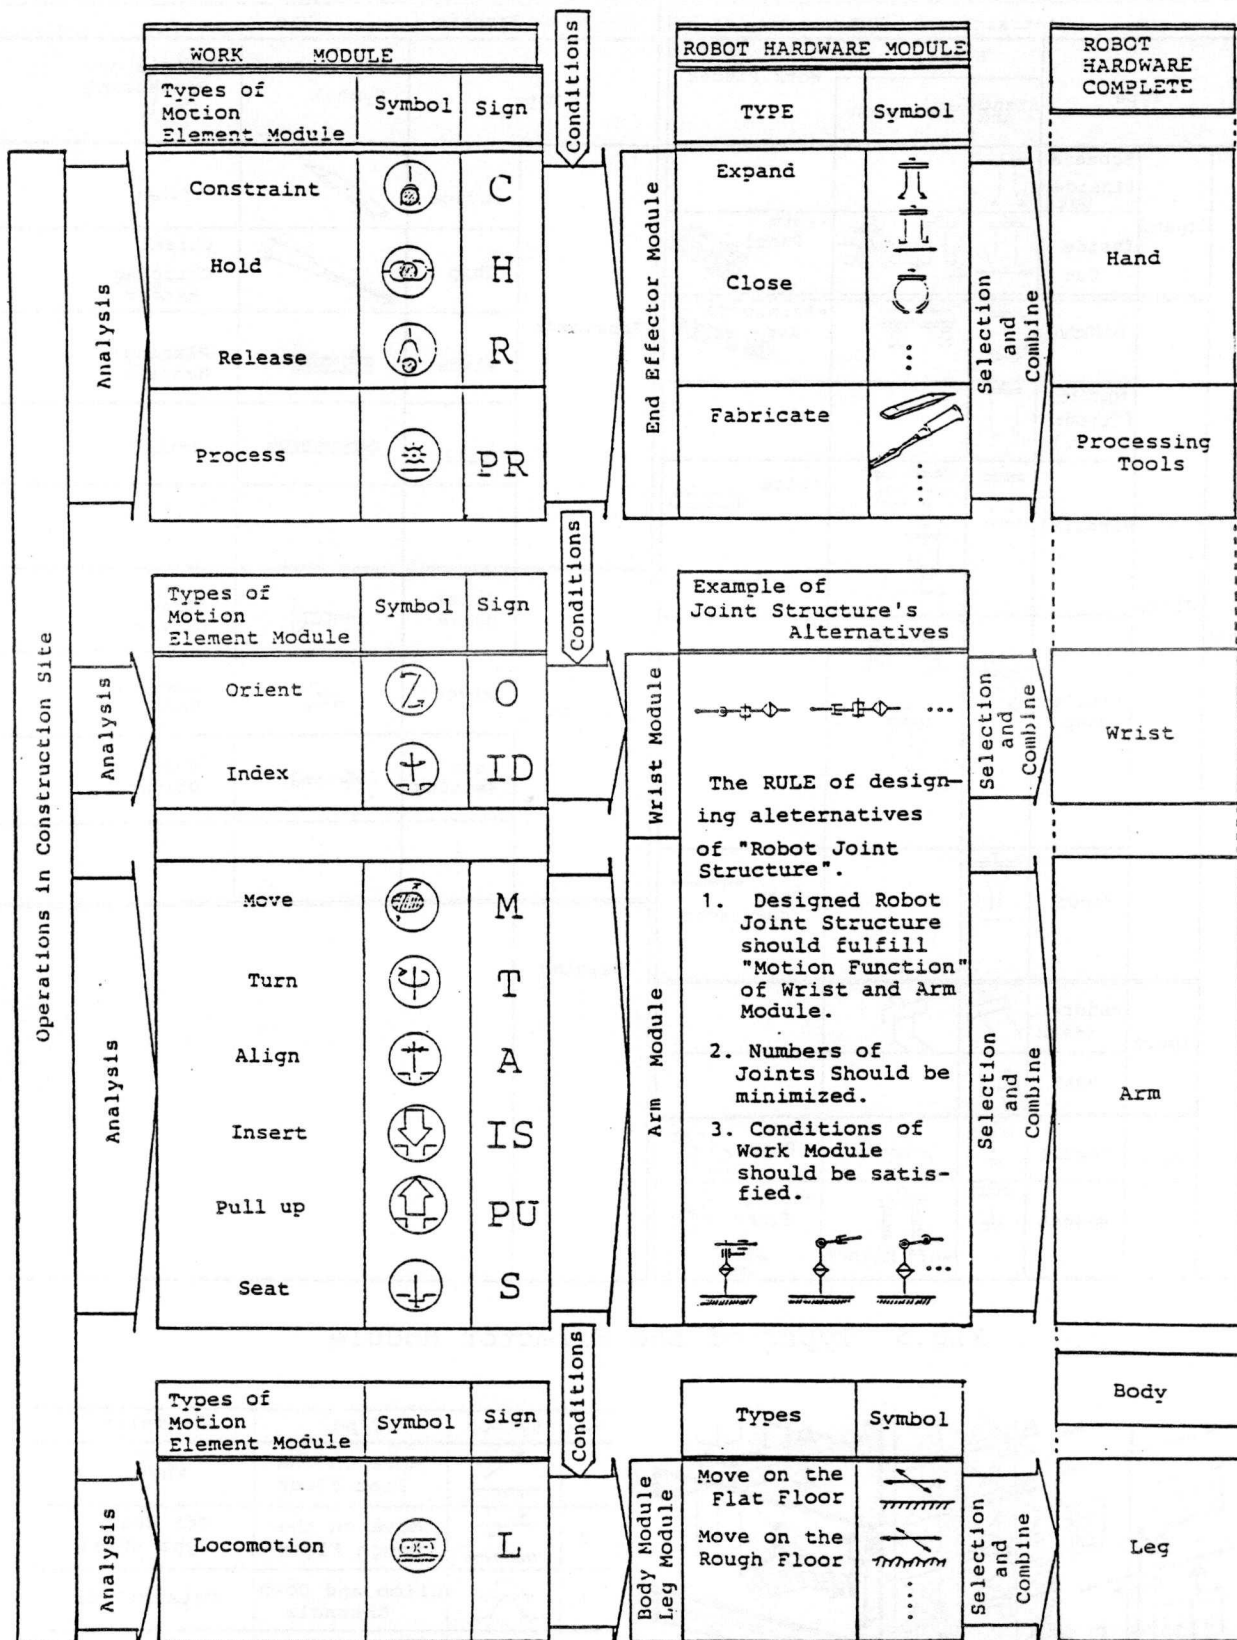 Operations in Construction Site
WORK MODULE
Types of
Motion
Element Module
Symbol
Sign
Conditions
ROBOT HARDWARE MODULE
TYPE
Symbol
ROBOT
HARDWARE
COMPLETE
Analysis
Constraint
C
Hold
H
Release
R
Process
PR
End Effector Module
Expand
Close
Fabricate
Selection
and
Combine
Hand
Processing
Tools
Types of
Motion
Element Module
Symbol
Sign
Conditions
Example of
Joint Structure's
Alternatives
Analysis
Orient
O
Index
ID
Wrist Module
Selection
and
Combine
Wrist
The RULE of design-
ing aleternatives
of "Robot Joint
Structure".
1. Designed Robot
Joint Structure
should fulfill
"Motion Function"
of Wrist and Arm
Module.
2. Numbers of
Joints Should be
minimized.
3. Conditions of
Work Module
should be satis-
fied.
Analysis
Move
M
Turn
T
Align
A
Insert
IS
Pull up
PU
Seat
S
Arm Module
Selection
and
Combine
Arm
Types of
Motion
Element Module
Symbol
Sign
Conditions
Types
Symbol
Body
Analysis
Locomotion
L
Body Module
Leg Module
Move on the
Flat Floor
Move on the
Rough Floor
Selection
and
Combine
Leg